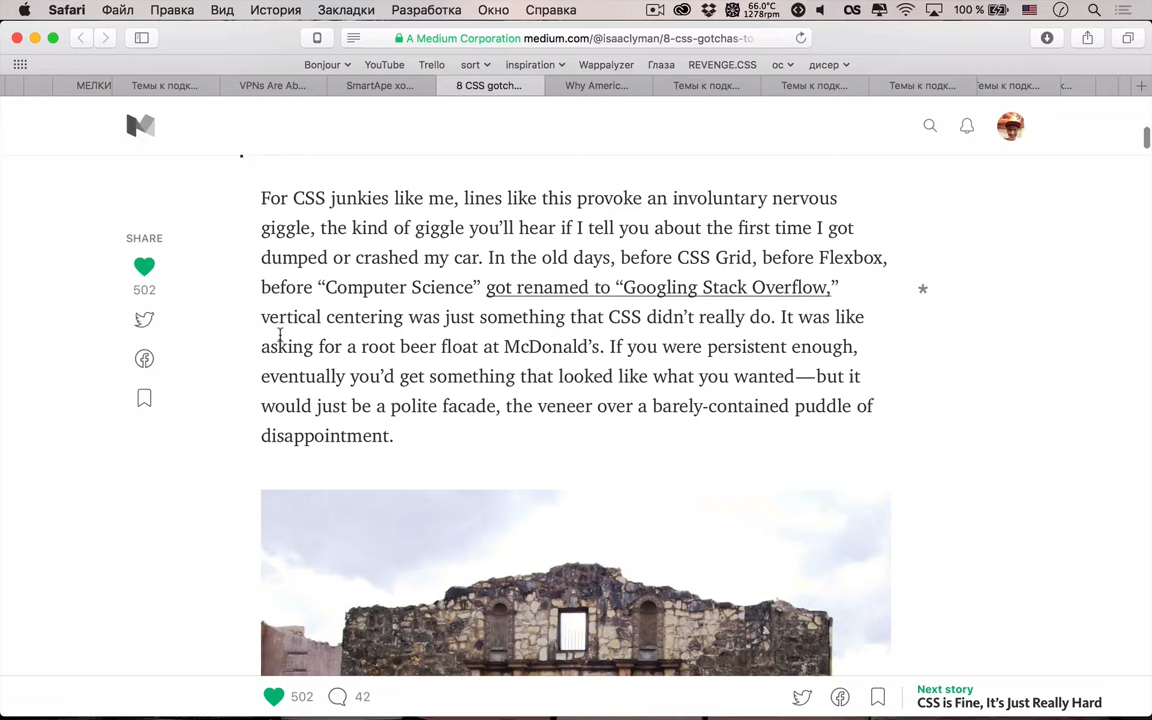 Safari Файл Правка Вид История Закладки Разработка Окно Справка 66.0°C 1278rpm 100 %
A Medium Corporation medium.com/@isaaclyman/8-css-gotchas-to-
Bonjour YouTube Trello sort inspiration Wappalyzer Глаза REVENGE.CSS ос дисер
МЕЛКИ Темы к подк... VPNs Are Ab... SmartApe хо... 8 CSS gotch... Why Americ... Темы к подк... Темы к подк... Темы к подк... емы к подк... к...
For CSS junkies like me, lines like this provoke an involuntary nervous
giggle, the kind of giggle you’ll hear if I tell you about the first time I got
dumped or crashed my car. In the old days, before CSS Grid, before Flexbox,
before “Computer Science” got renamed to “Googling Stack Overflow,”
vertical centering was just something that CSS didn’t really do. It was like
asking for a root beer float at McDonald’s. If you were persistent enough,
eventually you’d get something that looked like what you wanted—but it
would just be a polite facade, the veneer over a barely-contained puddle of
disappointment.
SHARE
502
*
502 42
Next story
CSS is Fine, It’s Just Really Hard